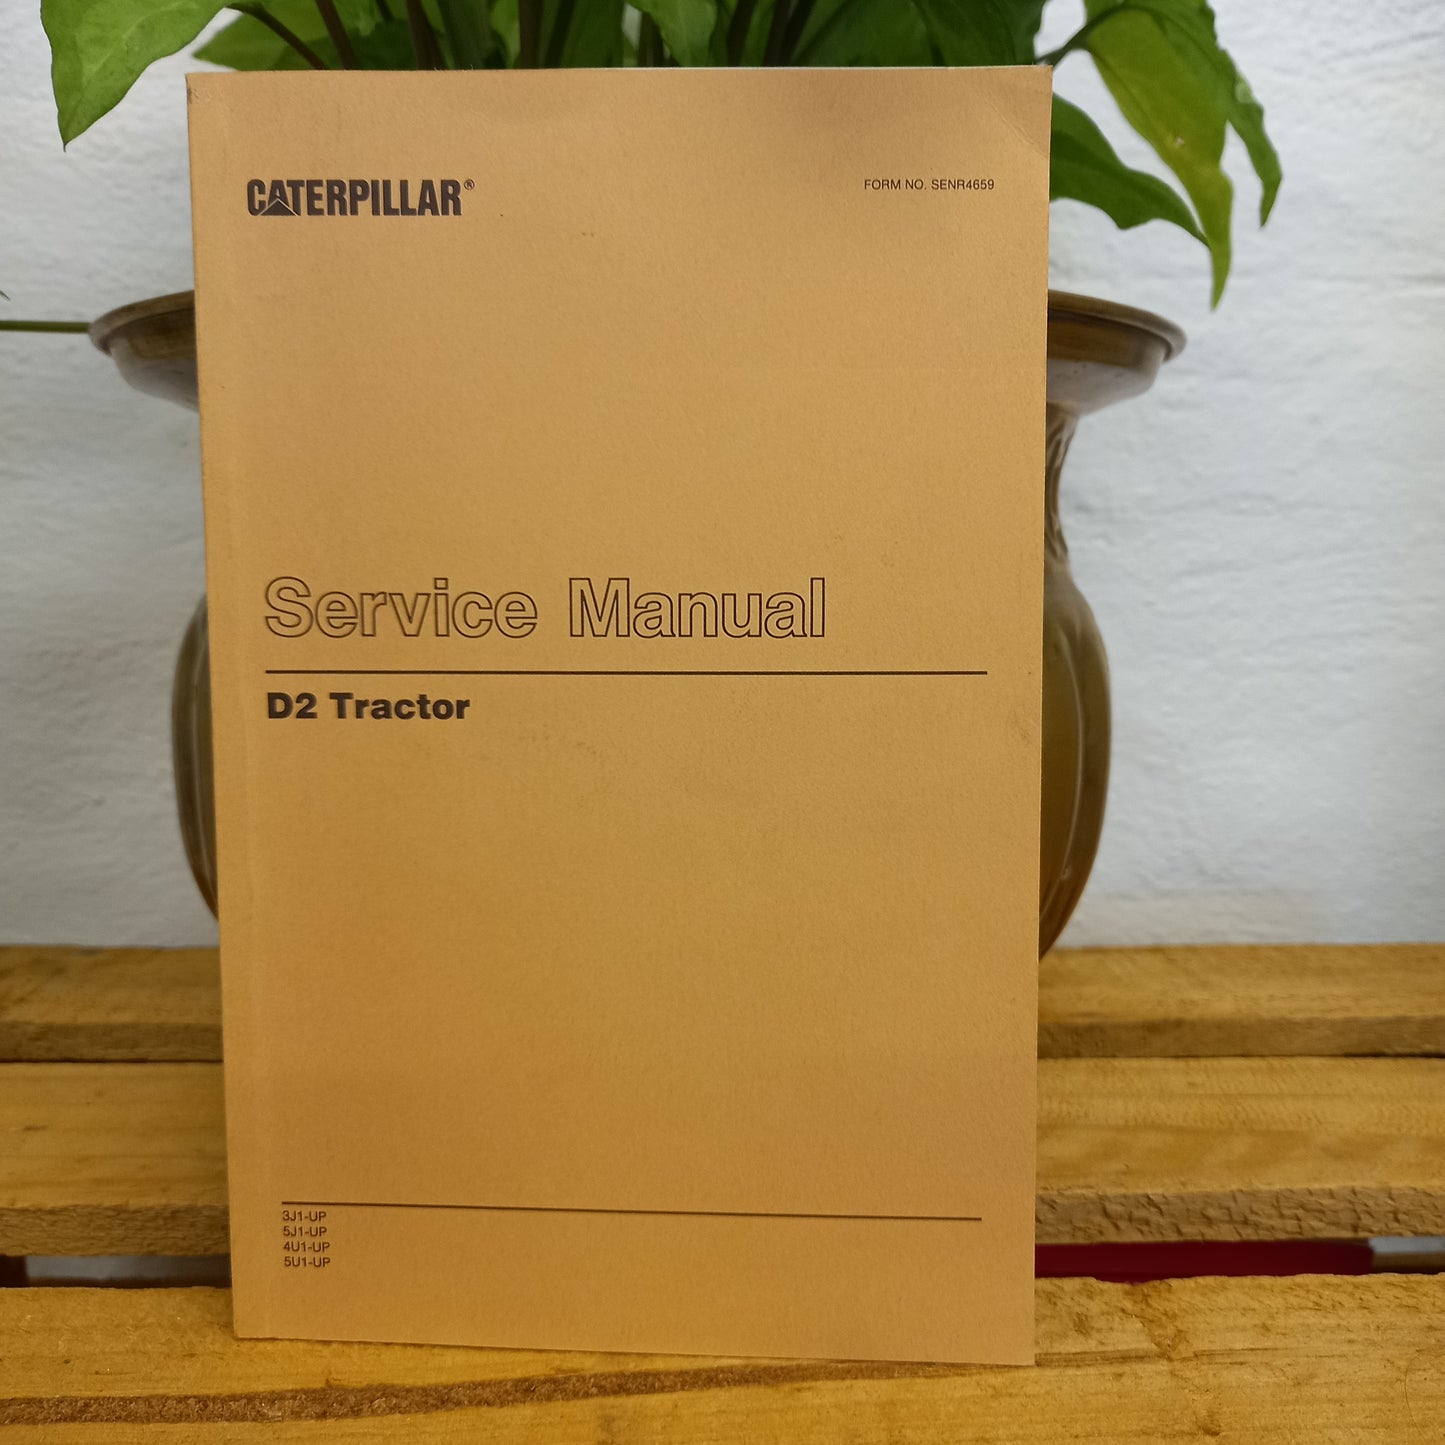 CATERPILLAR®
FORM NO. SENR4659
Service Manual
D2 Tractor
3J1-UP
5J1-UP
4U1-UP
5U1-UP